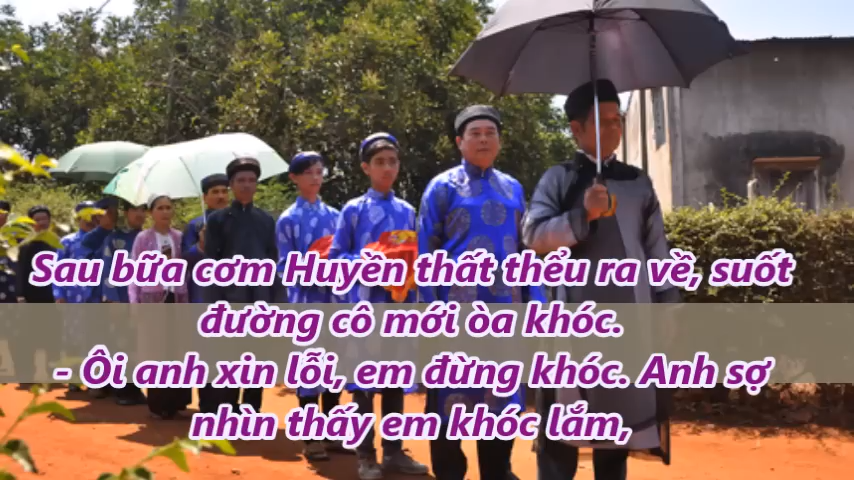 Sau bữa cơm Huyền thất thểu ra về, suốt
đường cô mới òa khóc.
- Ôi anh xin lỗi, em đừng khóc. Anh sợ
nhìn thấy em khóc lắm,